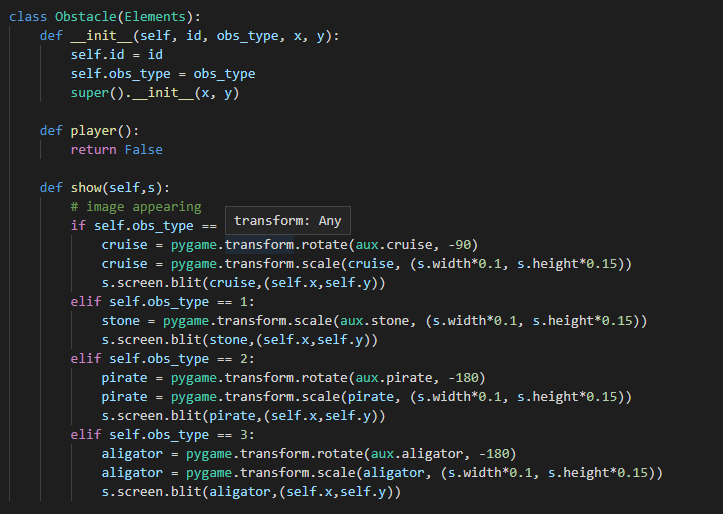 class Obstacle(Elements):
    def __init__(self, id, obs_type, x, y):
        self.id = id
        self.obs_type = obs_type
        super().__init__(x, y)

    def player():
        return False

    def show(self,s):
        # image appearing
        if self.obs_type ==
transform: Any
            cruise = pygame.transform.rotate(aux.cruise, -90)
            cruise = pygame.transform.scale(cruise, (s.width*0.1, s.height*0.15))
            s.screen.blit(cruise,(self.x,self.y))
        elif self.obs_type == 1:
            stone = pygame.transform.scale(aux.stone, (s.width*0.1, s.height*0.15))
            s.screen.blit(stone,(self.x,self.y))
        elif self.obs_type == 2:
            pirate = pygame.transform.rotate(aux.pirate, -180)
            pirate = pygame.transform.scale(pirate, (s.width*0.1, s.height*0.15))
            s.screen.blit(pirate,(self.x,self.y))
        elif self.obs_type == 3:
            aligator = pygame.transform.rotate(aux.aligator, -180)
            aligator = pygame.transform.scale(aligator, (s.width*0.1, s.height*0.15))
            s.screen.blit(aligator,(self.x,self.y))